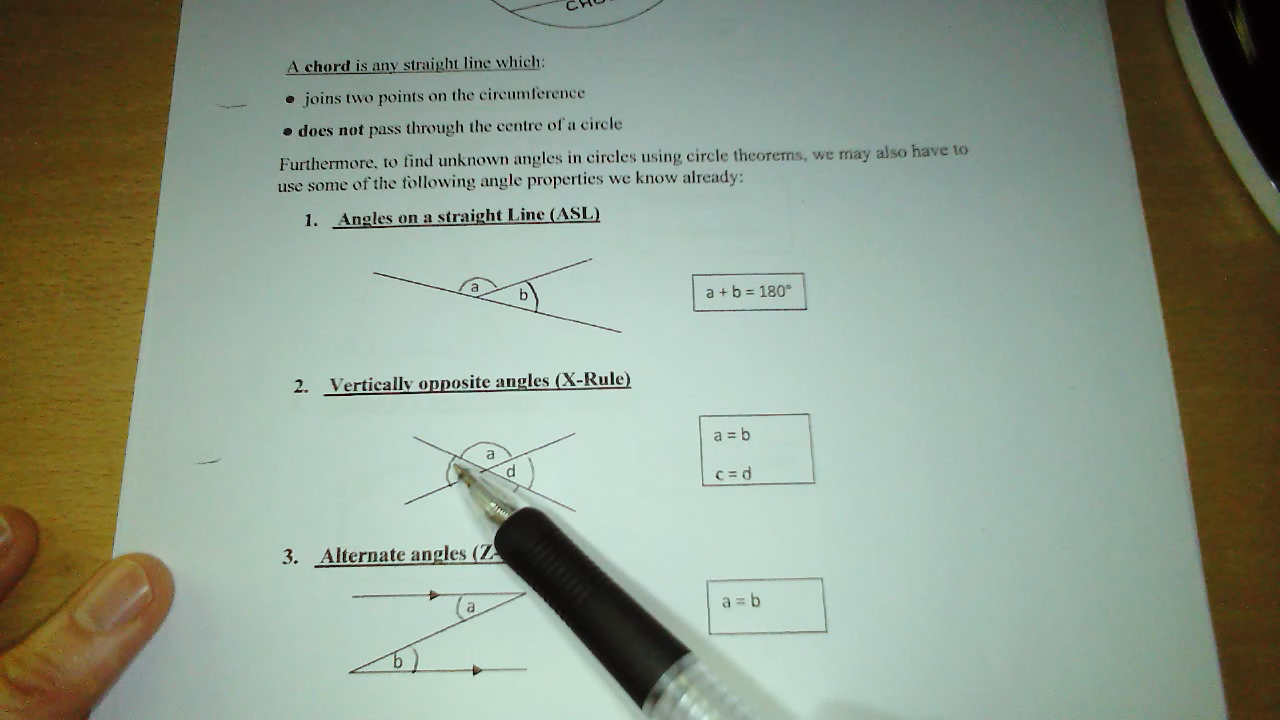 A chord is any straight line which:
• joins two points on the circumference
• does not pass through the centre of a circle
Furthermore, to find unknown angles in circles using circle theorems, we may also have to
use some of the following angle properties we know already:
1. Angles on a straight Line (ASL)
a
b
a + b = 180°
2. Vertically opposite angles (X-Rule)
a
d
a = b
c = d
3. Alternate angles (Z-
a
b
a = b